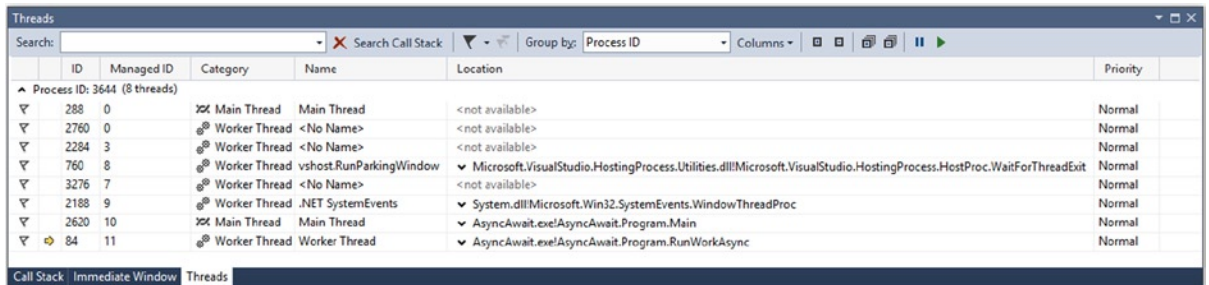 Threads
Search: Search Call Stack Group by: Process ID Columns
ID Managed ID Category Name Location Priority
Process ID: 3644 (8 threads)
288 0 Main Thread Main Thread <not available> Normal
2760 0 Worker Thread <No Name> <not available> Normal
2284 3 Worker Thread <No Name> <not available> Normal
760 8 Worker Thread vshost.RunParkingWindow Microsoft.VisualStudio.HostingProcess.Utilities.dll!Microsoft.VisualStudio.HostingProcess.HostProc.WaitForThreadExit Normal
3276 7 Worker Thread <No Name> <not available> Normal
2188 9 Worker Thread .NET SystemEvents System.dll!Microsoft.Win32.SystemEvents.WindowThreadProc Normal
2620 10 Main Thread Main Thread AsyncAwait.exe!AsyncAwait.Program.Main Normal
84 11 Worker Thread Worker Thread AsyncAwait.exe!AsyncAwait.Program.RunWorkAsync Normal
Call Stack Immediate Window Threads